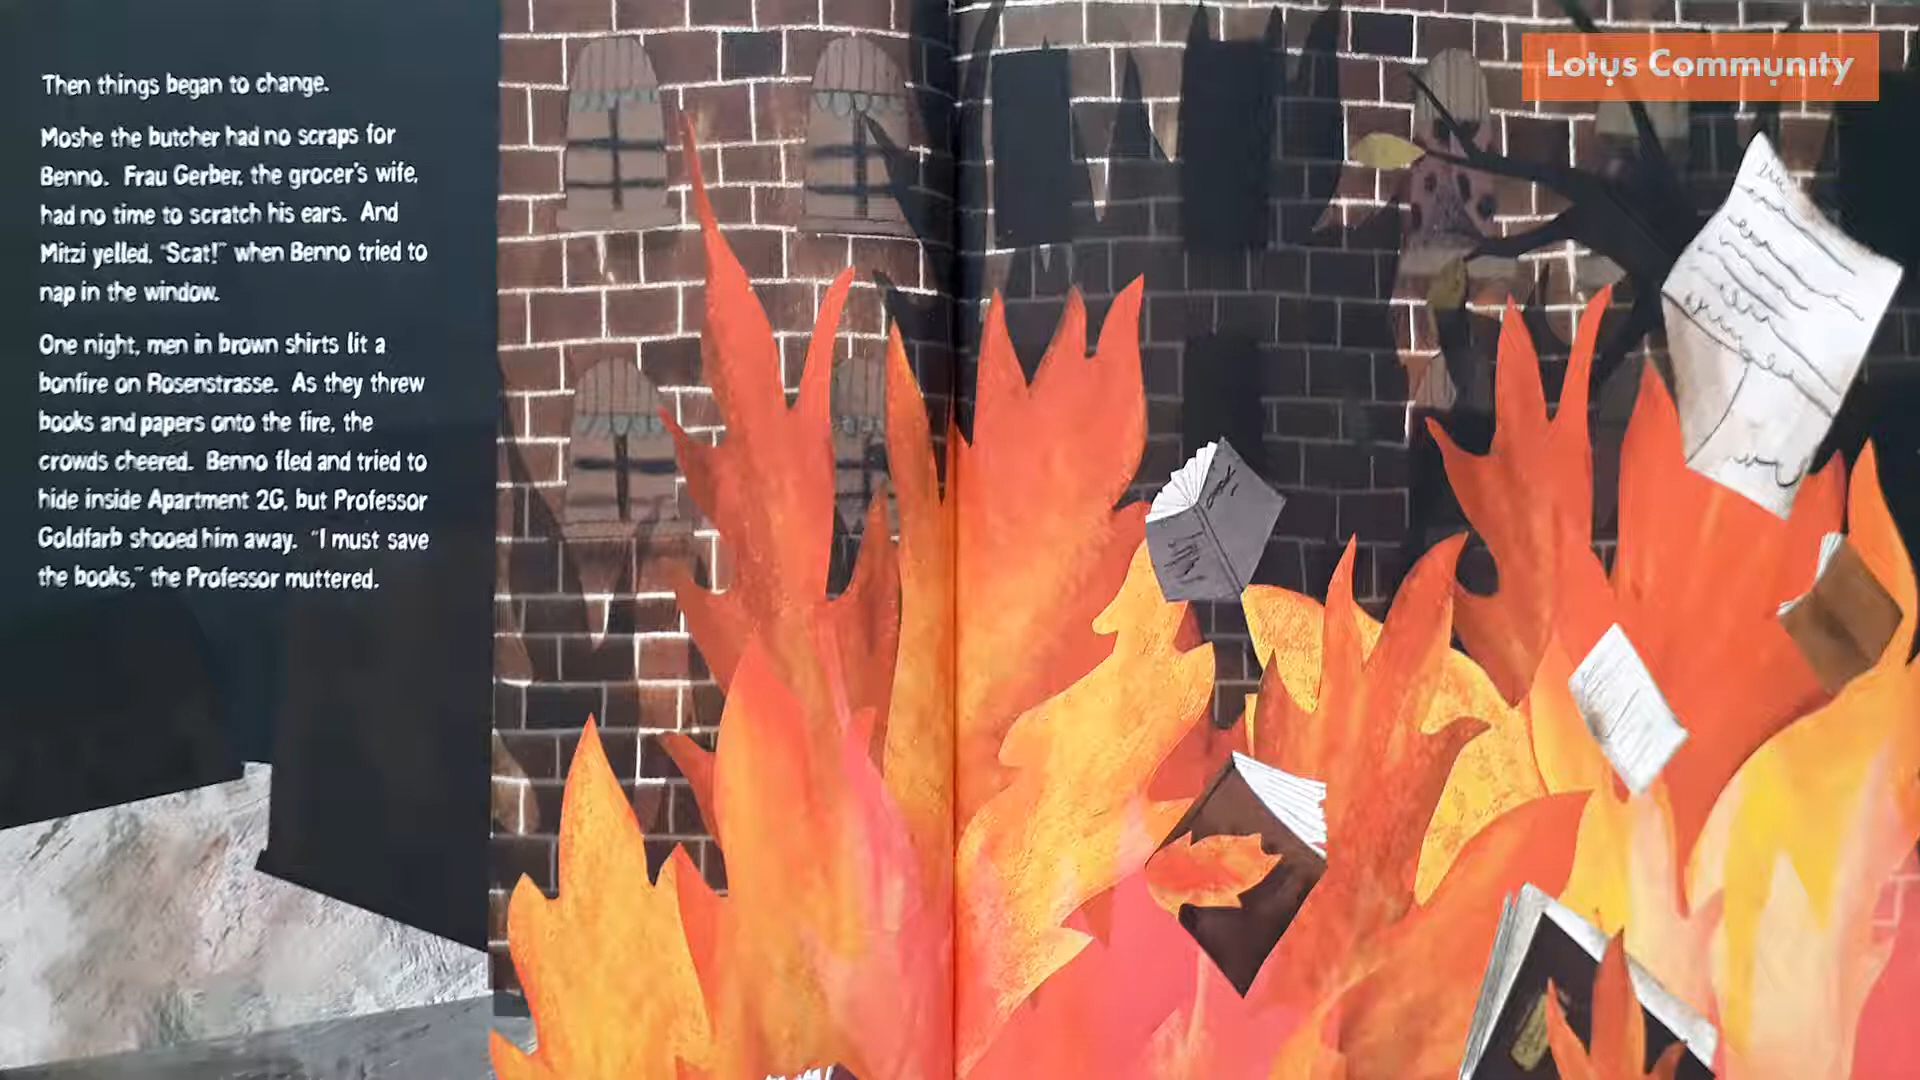 Lotus Community
Then things began to change.
Moshe the butcher had no scraps for
Benno. Frau Gerber, the grocer's wife,
had no time to scratch his ears. And
Mitzi yelled, "Scat!" when Benno tried to
nap in the window.
One night, men in brown shirts lit a
bonfire on Rosenstrasse. As they threw
books and papers onto the fire, the
crowds cheered. Benno fled and tried to
hide inside Apartment 2G, but Professor
Goldfarb shooed him away. "I must save
the books," the Professor muttered.